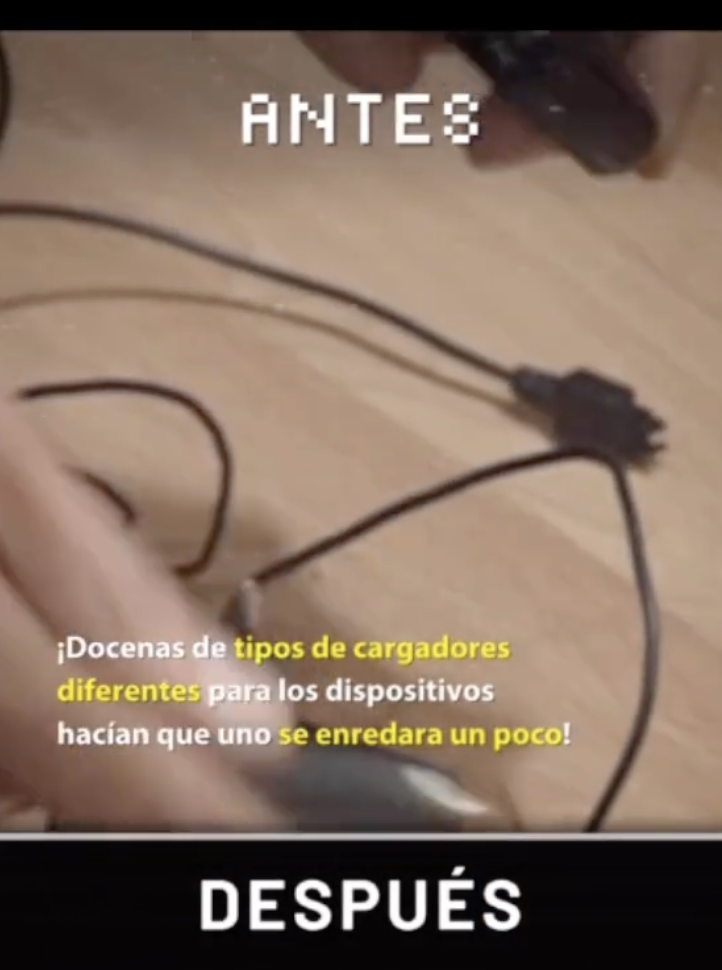 ANTES
¡Docenas de tipos de cargadores
diferentes para los dispositivos
hacían que uno se enredara un poco!
DESPUÉS